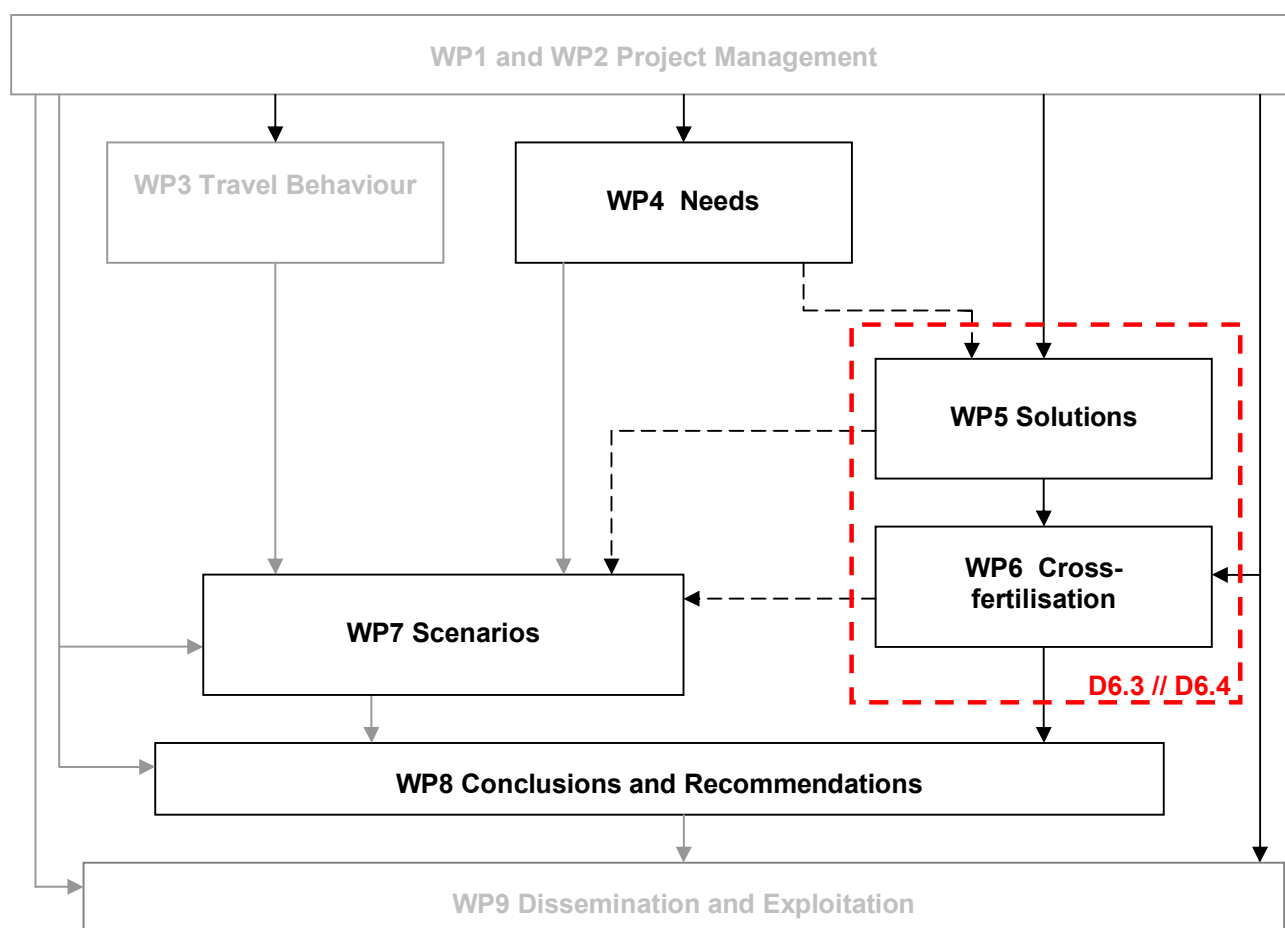 WP1 and WP2 Project Management
WP3 Travel Behaviour
WP4 Needs
WP5 Solutions
WP6 Cross-
fertilisation
WP7 Scenarios
D6.3 // D6.4
WP8 Conclusions and Recommendations
WP9 Dissemination and Exploitation